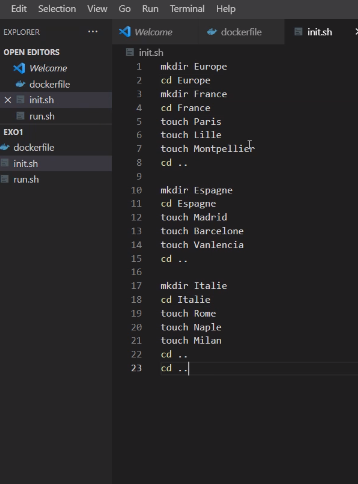 Edit Selection View Go Run Terminal Help
EXPLORER ...
Welcome
dockerfile
init.sh
OPEN EDITORS
Welcome
dockerfile
init.sh
run.sh
EXO1
dockerfile
init.sh
run.sh
init.sh
1 mkdir Europe
2 cd Europe
3 mkdir France
4 cd France
5 touch Paris
6 touch Lille
7 touch Montpellier
8 cd ..
9
10 mkdir Espagne
11 cd Espagne
12 touch Madrid
13 touch Barcelone
14 touch Vanlencia
15 cd ..
16
17 mkdir Italie
18 cd Italie
19 touch Rome
20 touch Naple
21 touch Milan
22 cd ..
23 cd ..